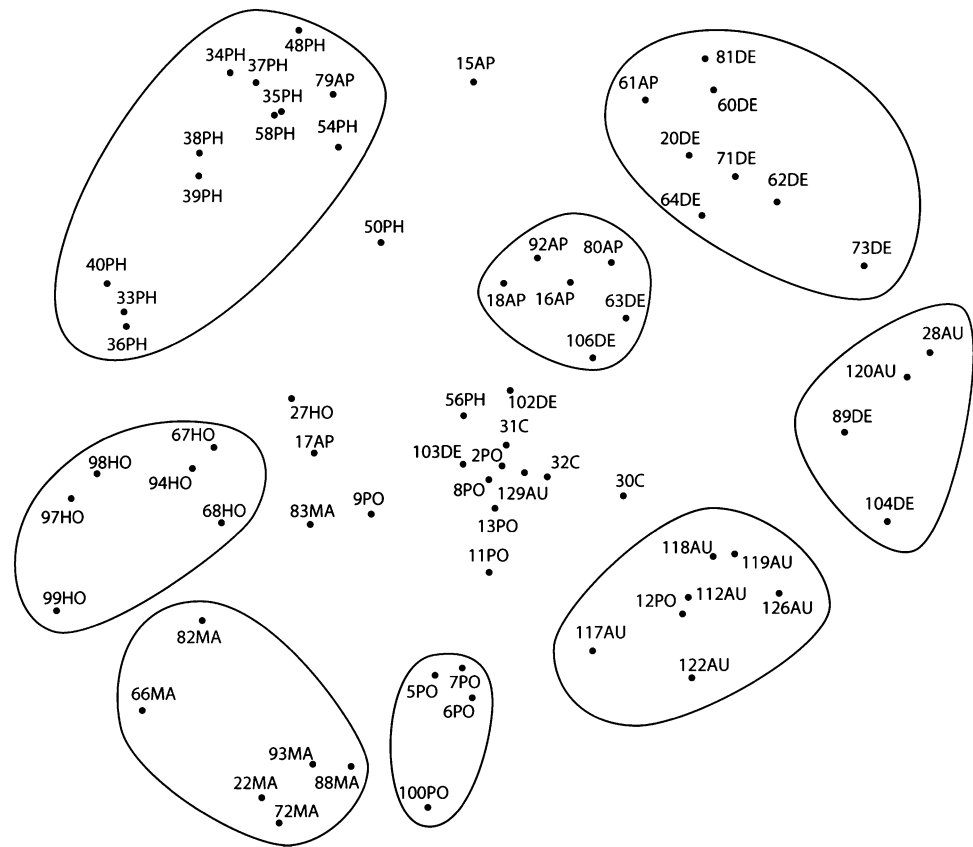 48PH
34PH
37PH
15AP
81DE
79AP
61AP
35PH
60DE
58PH
54PH
38PH
20DE
71DE
62DE
39PH
64DE
50PH
92AP
80AP
73DE
40PH
33PH
18AP
16AP
63DE
36PH
106DE
28AU
120AU
27HO
56PH
102DE
89DE
31C
67HO
17AP
103DE
2PO
32C
98HO
94HO
8PO
129AU
30C
97HO
68HO
83MA
9PO
13PO
104DE
11PO
118AU
119AU
99HO
12PO
112AU
126AU
82MA
117AU
122AU
66MA
5PO
7PO
6PO
93MA
88MA
22MA
72MA
100PO